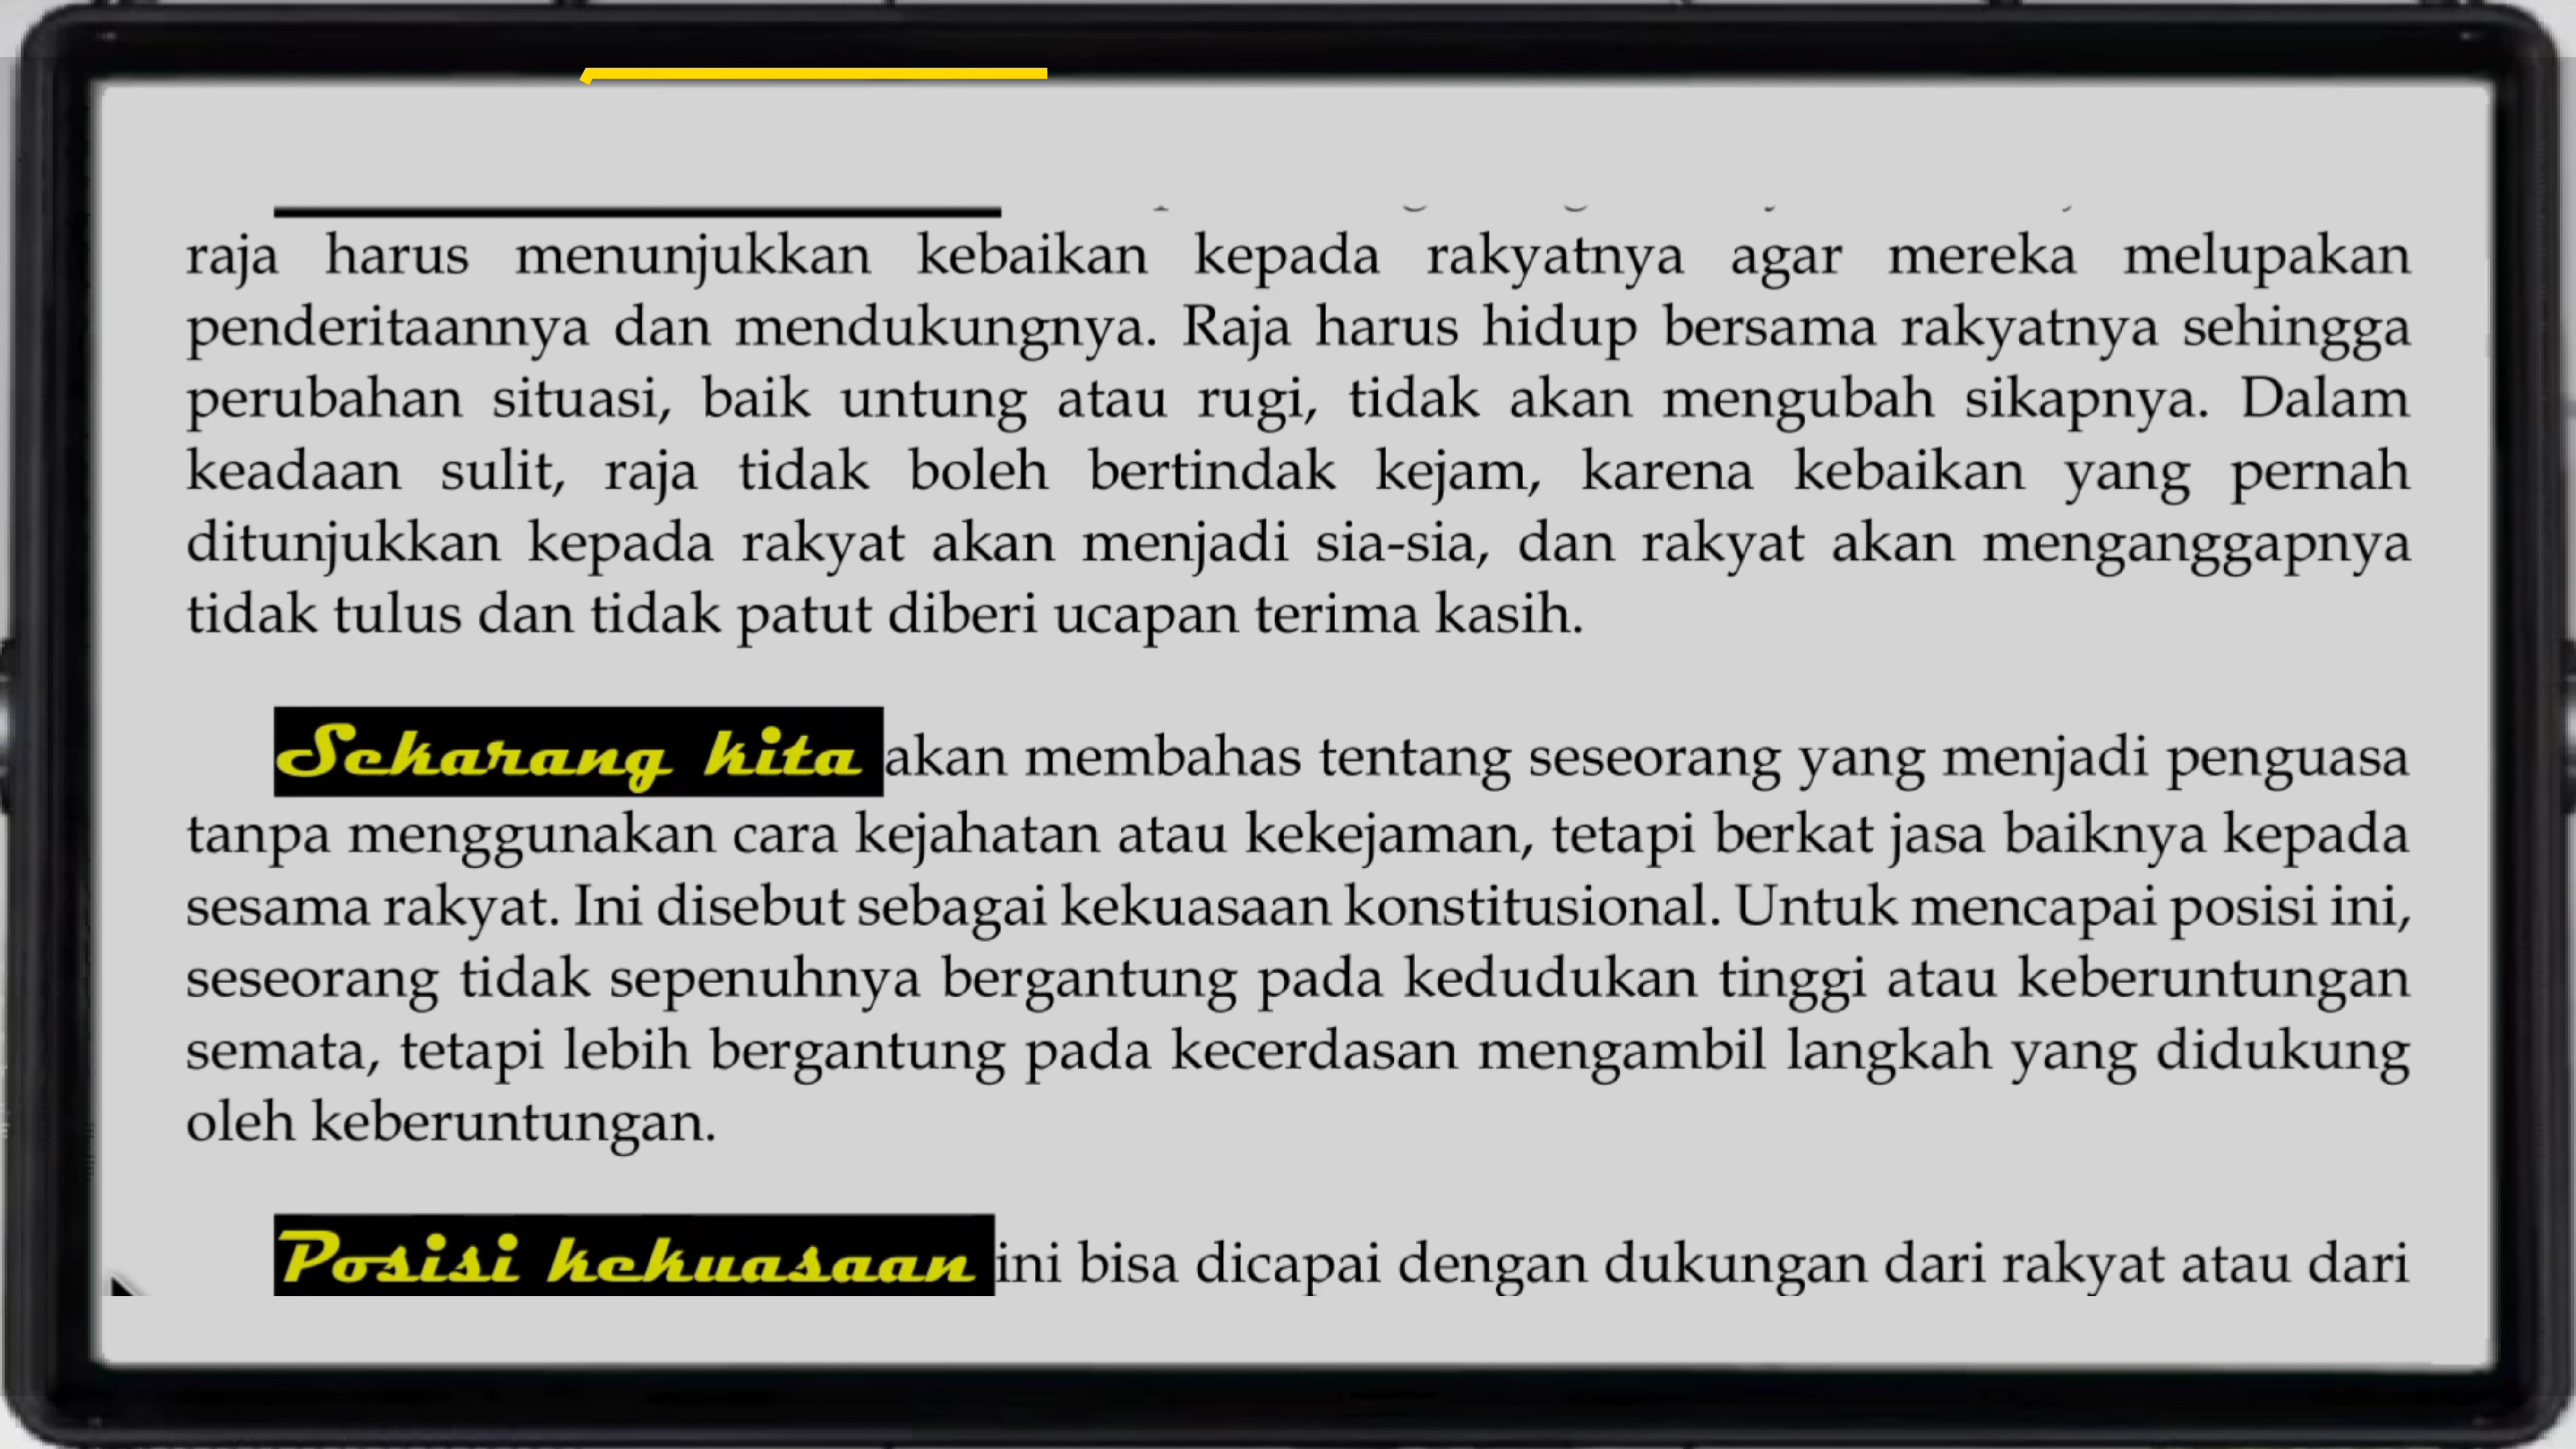 raja harus menunjukkan kebaikan kepada rakyatnya agar mereka melupakan
penderitaannya dan mendukungnya. Raja harus hidup bersama rakyatnya sehingga
perubahan situasi, baik untung atau rugi, tidak akan mengubah sikapnya. Dalam
keadaan sulit, raja tidak boleh bertindak kejam, karena kebaikan yang pernah
ditunjukkan kepada rakyat akan menjadi sia-sia, dan rakyat akan menganggapnya
tidak tulus dan tidak patut diberi ucapan terima kasih.
Sekarang kita akan membahas tentang seseorang yang menjadi penguasa
tanpa menggunakan cara kejahatan atau kekejaman, tetapi berkat jasa baiknya kepada
sesama rakyat. Ini disebut sebagai kekuasaan konstitusional. Untuk mencapai posisi ini,
seseorang tidak sepenuhnya bergantung pada kedudukan tinggi atau keberuntungan
semata, tetapi lebih bergantung pada kecerdasan mengambil langkah yang didukung
oleh keberuntungan.
Posisi kekuasaan ini bisa dicapai dengan dukungan dari rakyat atau dari